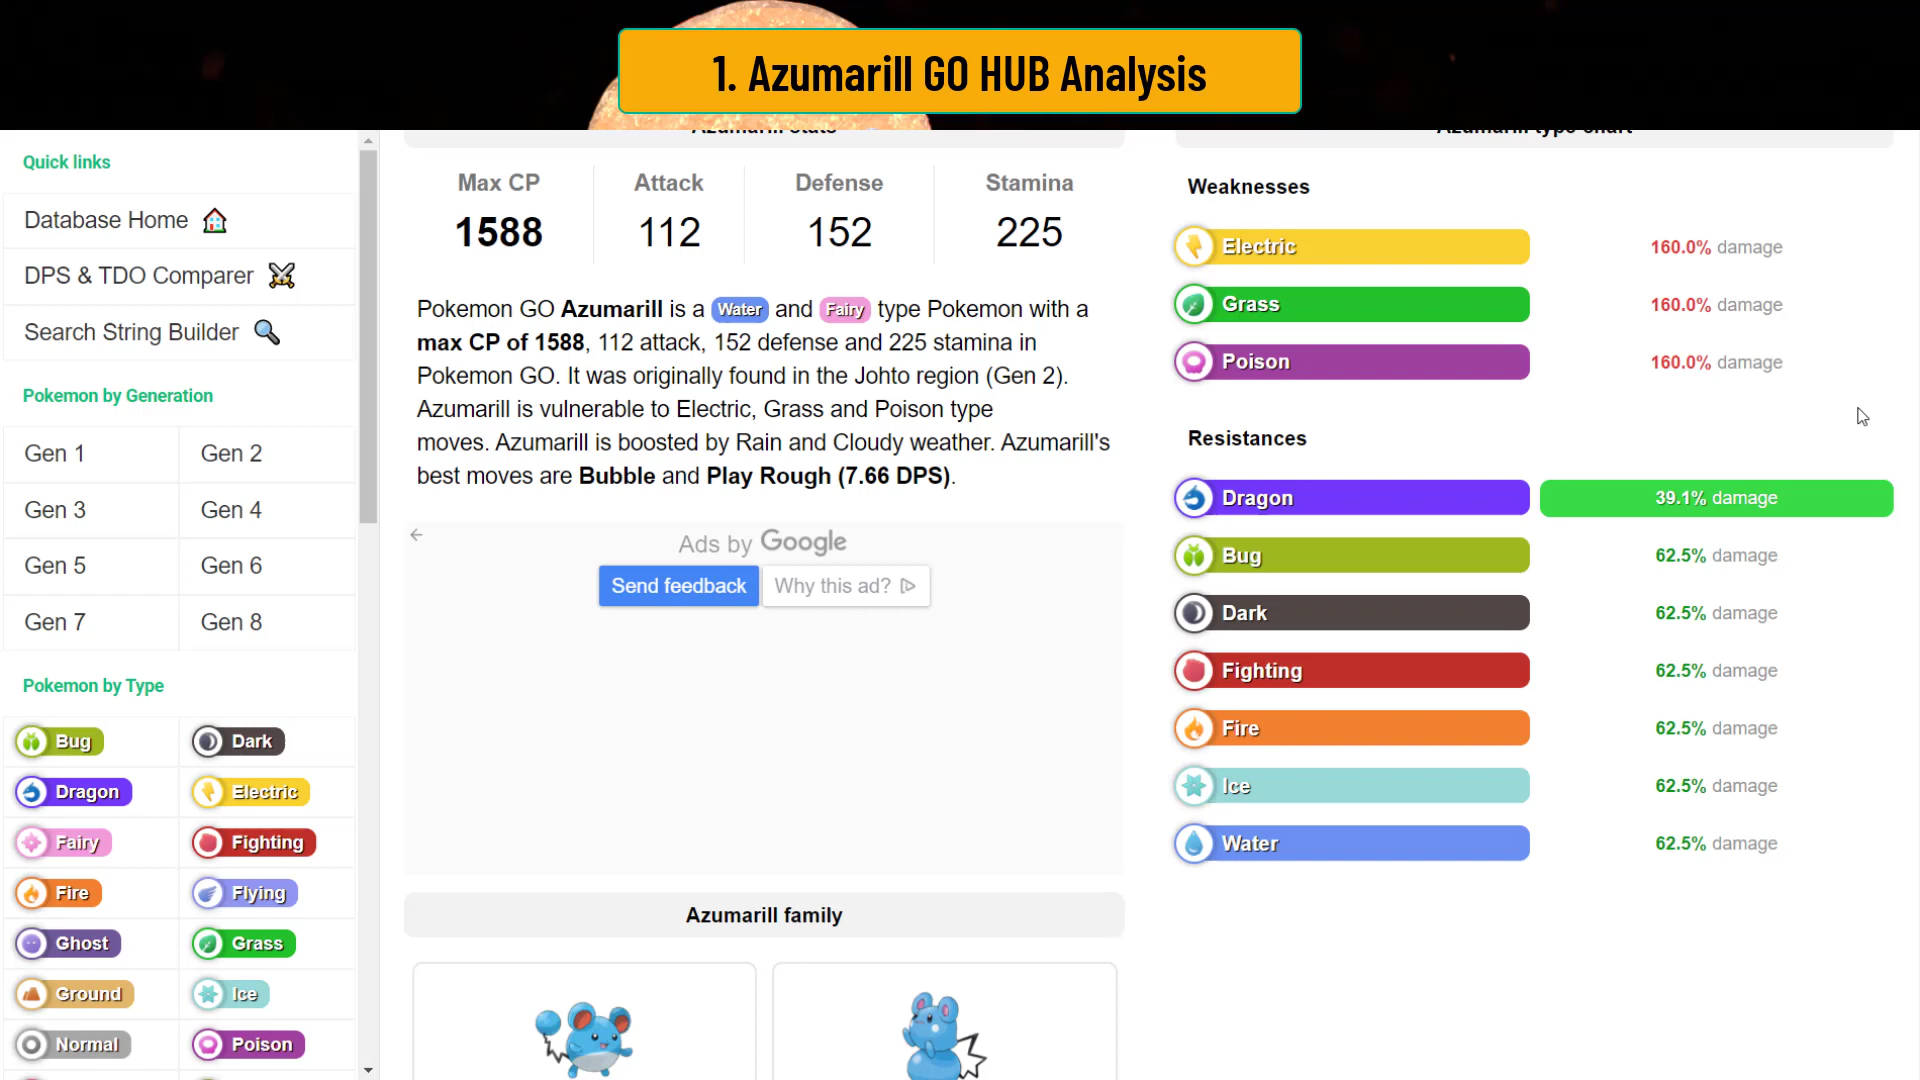 1. Azumarill GO HUB Analysis
Quick links
Database Home
DPS & TDO Comparer
Search String Builder
Pokemon by Generation
Gen 1 Gen 2
Gen 3 Gen 4
Gen 5 Gen 6
Gen 7 Gen 8
Pokemon by Type
Bug Dark
Dragon Electric
Fairy Fighting
Fire Flying
Ghost Grass
Ground Ice
Normal Poison
Azumarill stats
Max CP Attack Defense Stamina
1588 112 152 225
Pokemon GO Azumarill is a Water and Fairy type Pokemon with a
max CP of 1588, 112 attack, 152 defense and 225 stamina in
Pokemon GO. It was originally found in the Johto region (Gen 2).
Azumarill is vulnerable to Electric, Grass and Poison type
moves. Azumarill is boosted by Rain and Cloudy weather. Azumarill's
best moves are Bubble and Play Rough (7.66 DPS).
Ads by Google
Send feedback Why this ad?
Azumarill family
Azumarill type chart
Weaknesses
Electric 160.0% damage
Grass 160.0% damage
Poison 160.0% damage
Resistances
Dragon 39.1% damage
Bug 62.5% damage
Dark 62.5% damage
Fighting 62.5% damage
Fire 62.5% damage
Ice 62.5% damage
Water 62.5% damage